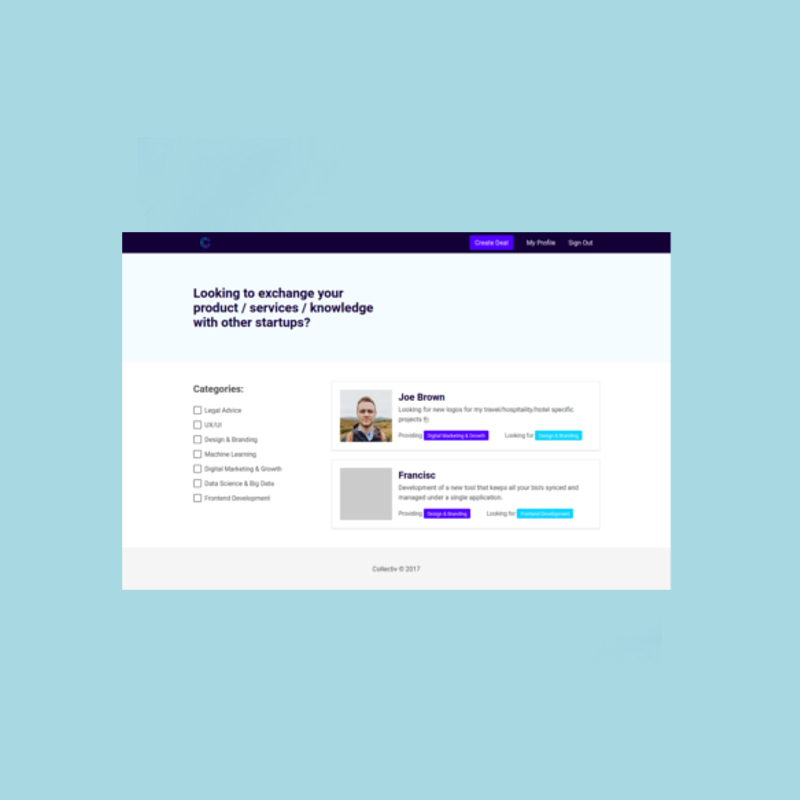 Create Deal My Profile Sign Out
Looking to exchange your
product / services / knowledge
with other startups?
Categories:
Legal Advice
UX/UI
Design & Branding
Machine Learning
Digital Marketing & Growth
Data Science & Big Data
Frontend Development
Joe Brown
Looking for new logos for my travel/hospitality/hotel specific
projects
Providing Digital Marketing & Growth Looking for Design & Branding
Francisc
Development of a new tool that keeps all your bots synced and
managed under a single application.
Providing Design & Branding Looking for Frontend Development
Collectiv © 2017